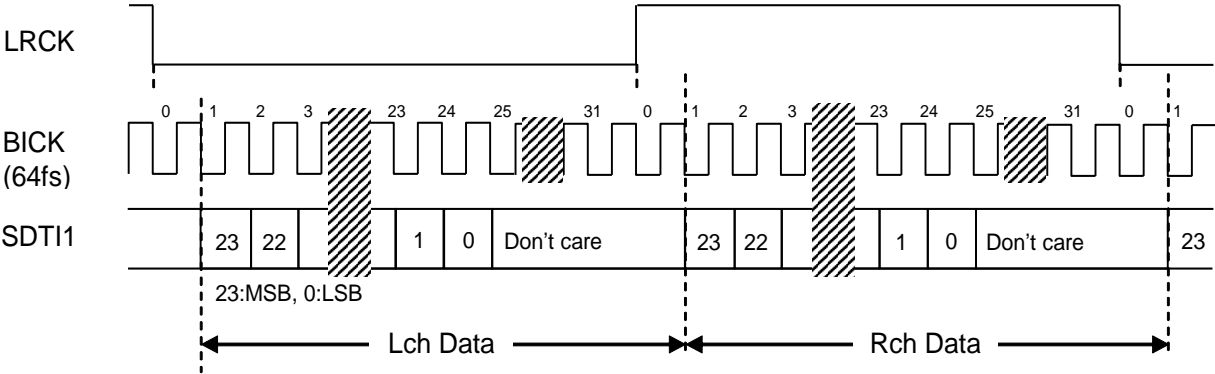 LRCK
0 1 2 3 23 24 25 31 0 1 2 3 23 24 25 31 0 1
BICK
(64fs)
SDTI1
23 22 1 0 Don't care 23 22 1 0 Don't care 23
23:MSB, 0:LSB
Lch Data Rch Data